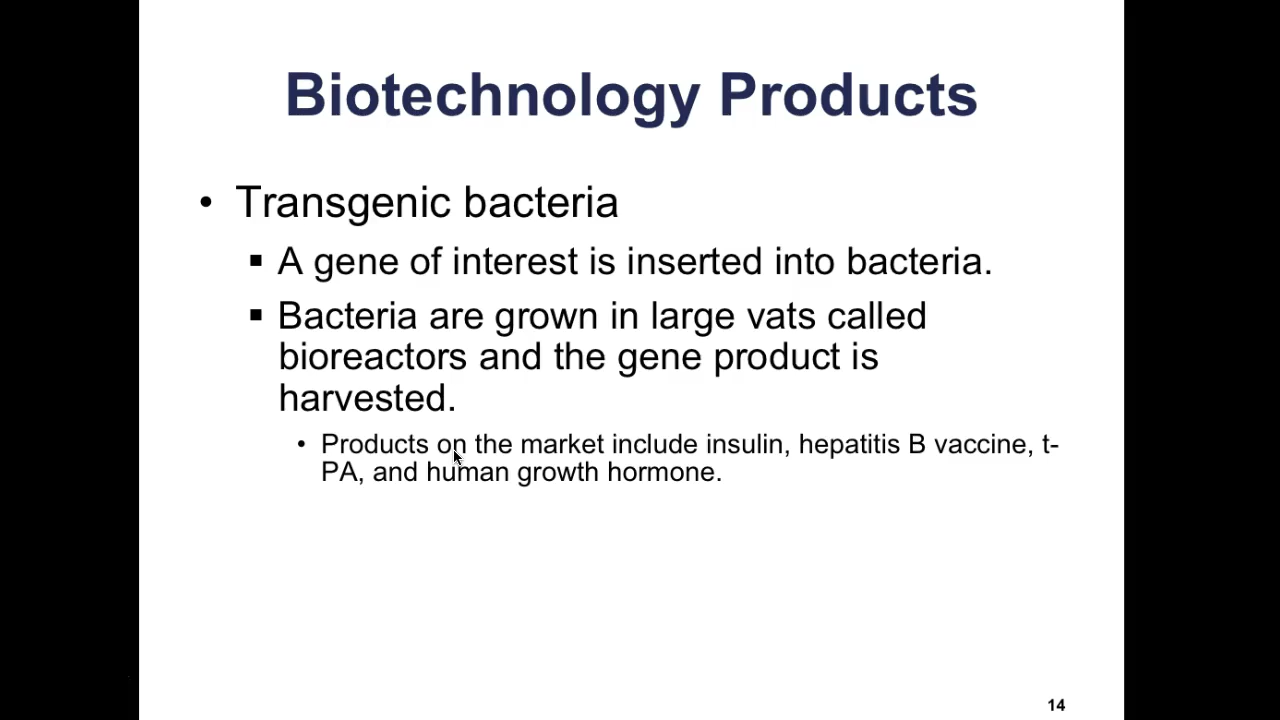 Biotechnology Products
• Transgenic bacteria
▪ A gene of interest is inserted into bacteria.
▪ Bacteria are grown in large vats called
bioreactors and the gene product is
harvested.
• Products on the market include insulin, hepatitis B vaccine, t-
PA, and human growth hormone.
14